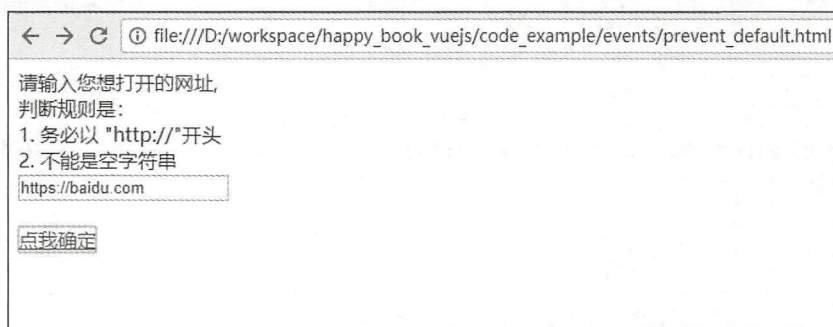 file:///D:/workspace/happy_book_vuejs/code_example/events/prevent_default.html
请输入您想打开的网址,
判断规则是：
1. 务必以 "http://"开头
2. 不能是空字符串
https://baidu.com
点我确定